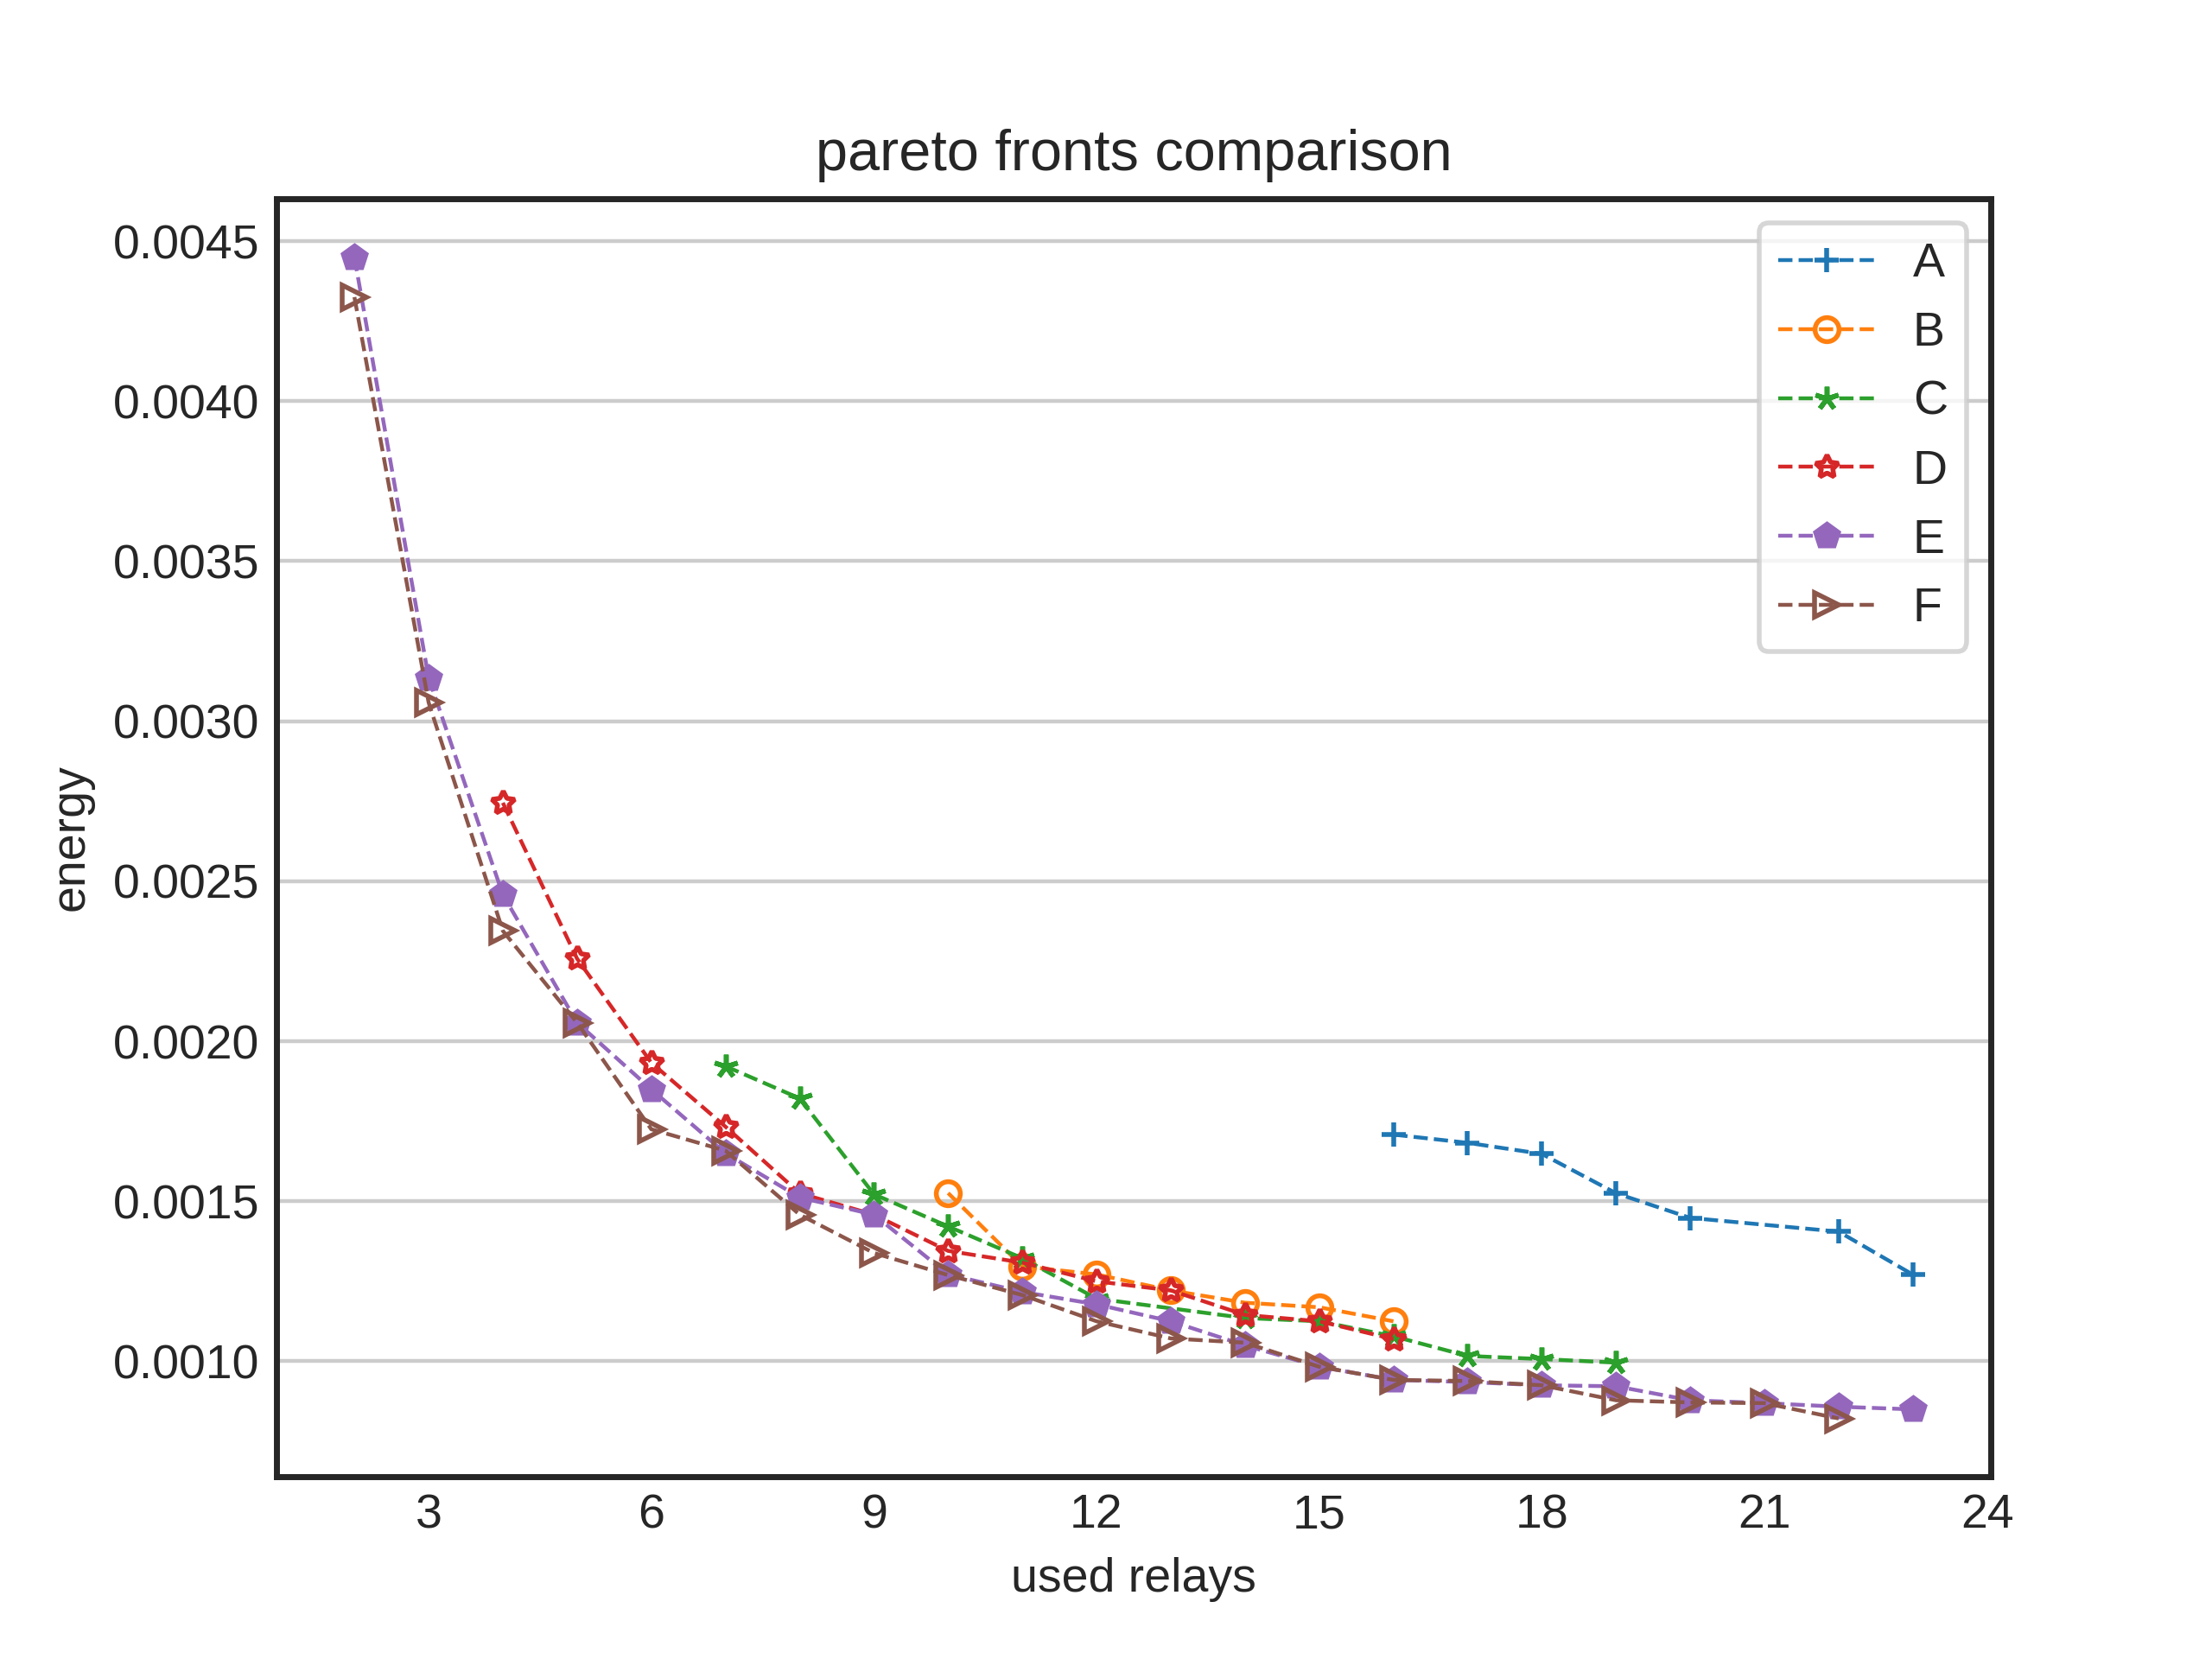 pareto fronts comparison
0.0045
0.0040
0.0035
0.0030
0.0025
0.0020
0.0015
0.0010
energy
A
B
C
D
E
F
3 6 9 12 15 18 21 24
used relays